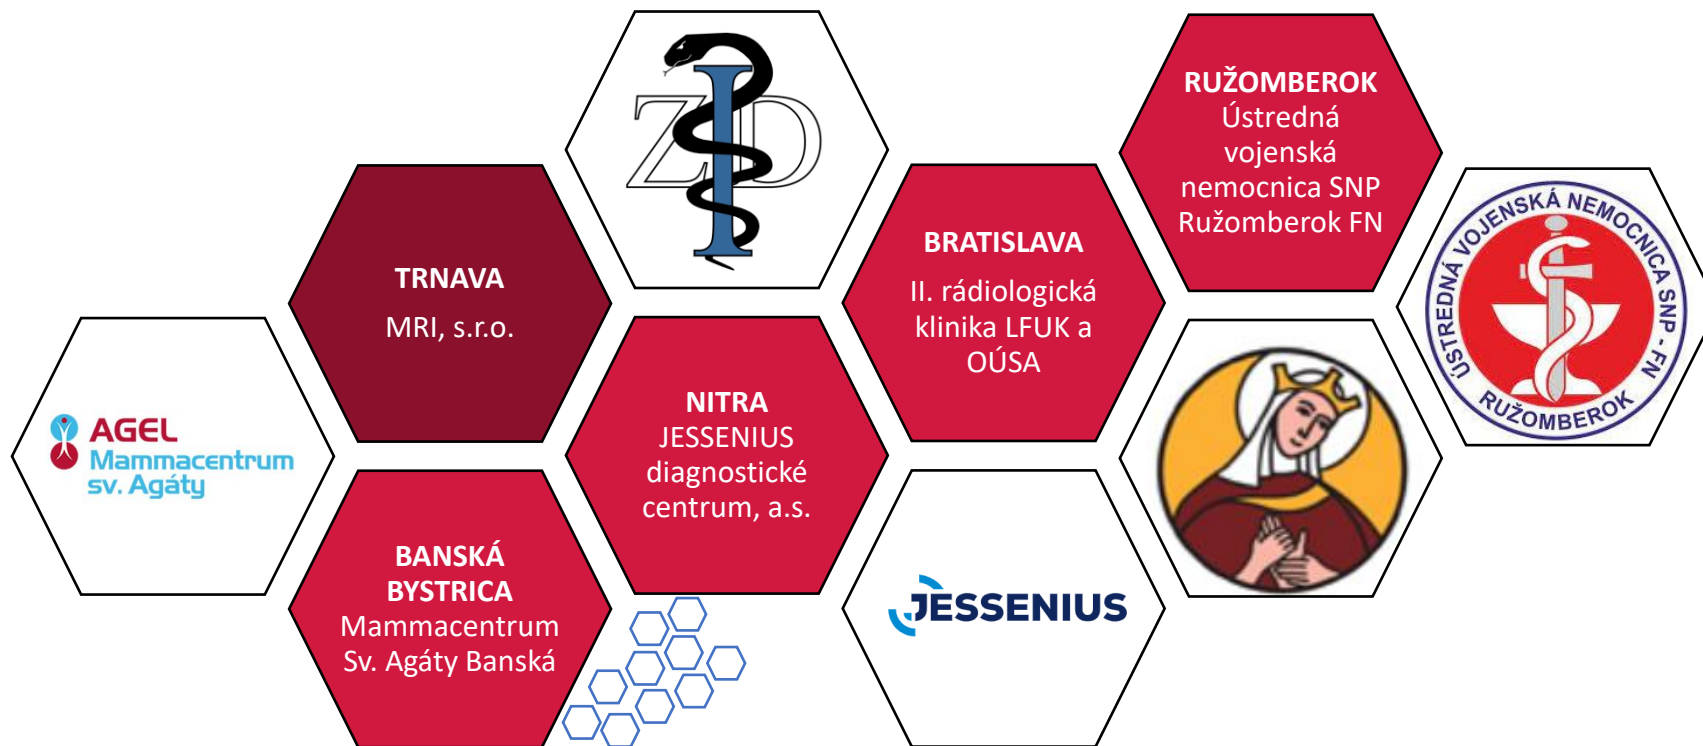 ZID
RUŽOMBEROK
Ústredná
vojenská
nemocnica SNP
Ružomberok FN
TRNAVA
MRI, s.r.o.
BRATISLAVA
II. rádiologická
klinika LFUK a
OÚSA
ÚSTREDNÁ VOJENSKÁ NEMOCNICA SNP - FN
RUŽOMBEROK
AGEL
Mammacentrum
sv. Agáty
NITRA
JESSENIUS
diagnostické
centrum, a.s.
BANSKÁ
BYSTRICA
Mammacentrum
Sv. Agáty Banská
JESSENIUS